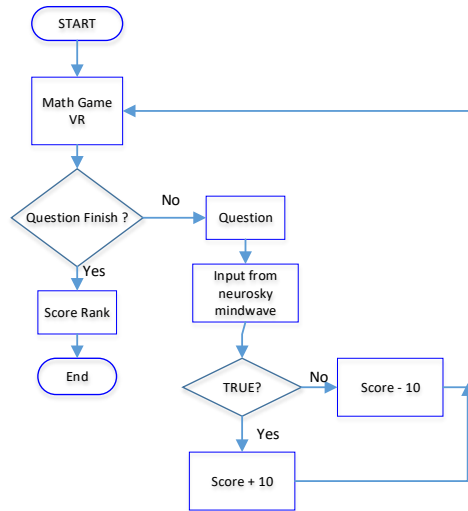 START
Math Game
VR
Question Finish ?
No
Question
Yes
Input from
neurosky
mindwave
Score Rank
End
TRUE?
No
Score - 10
Yes
Score + 10